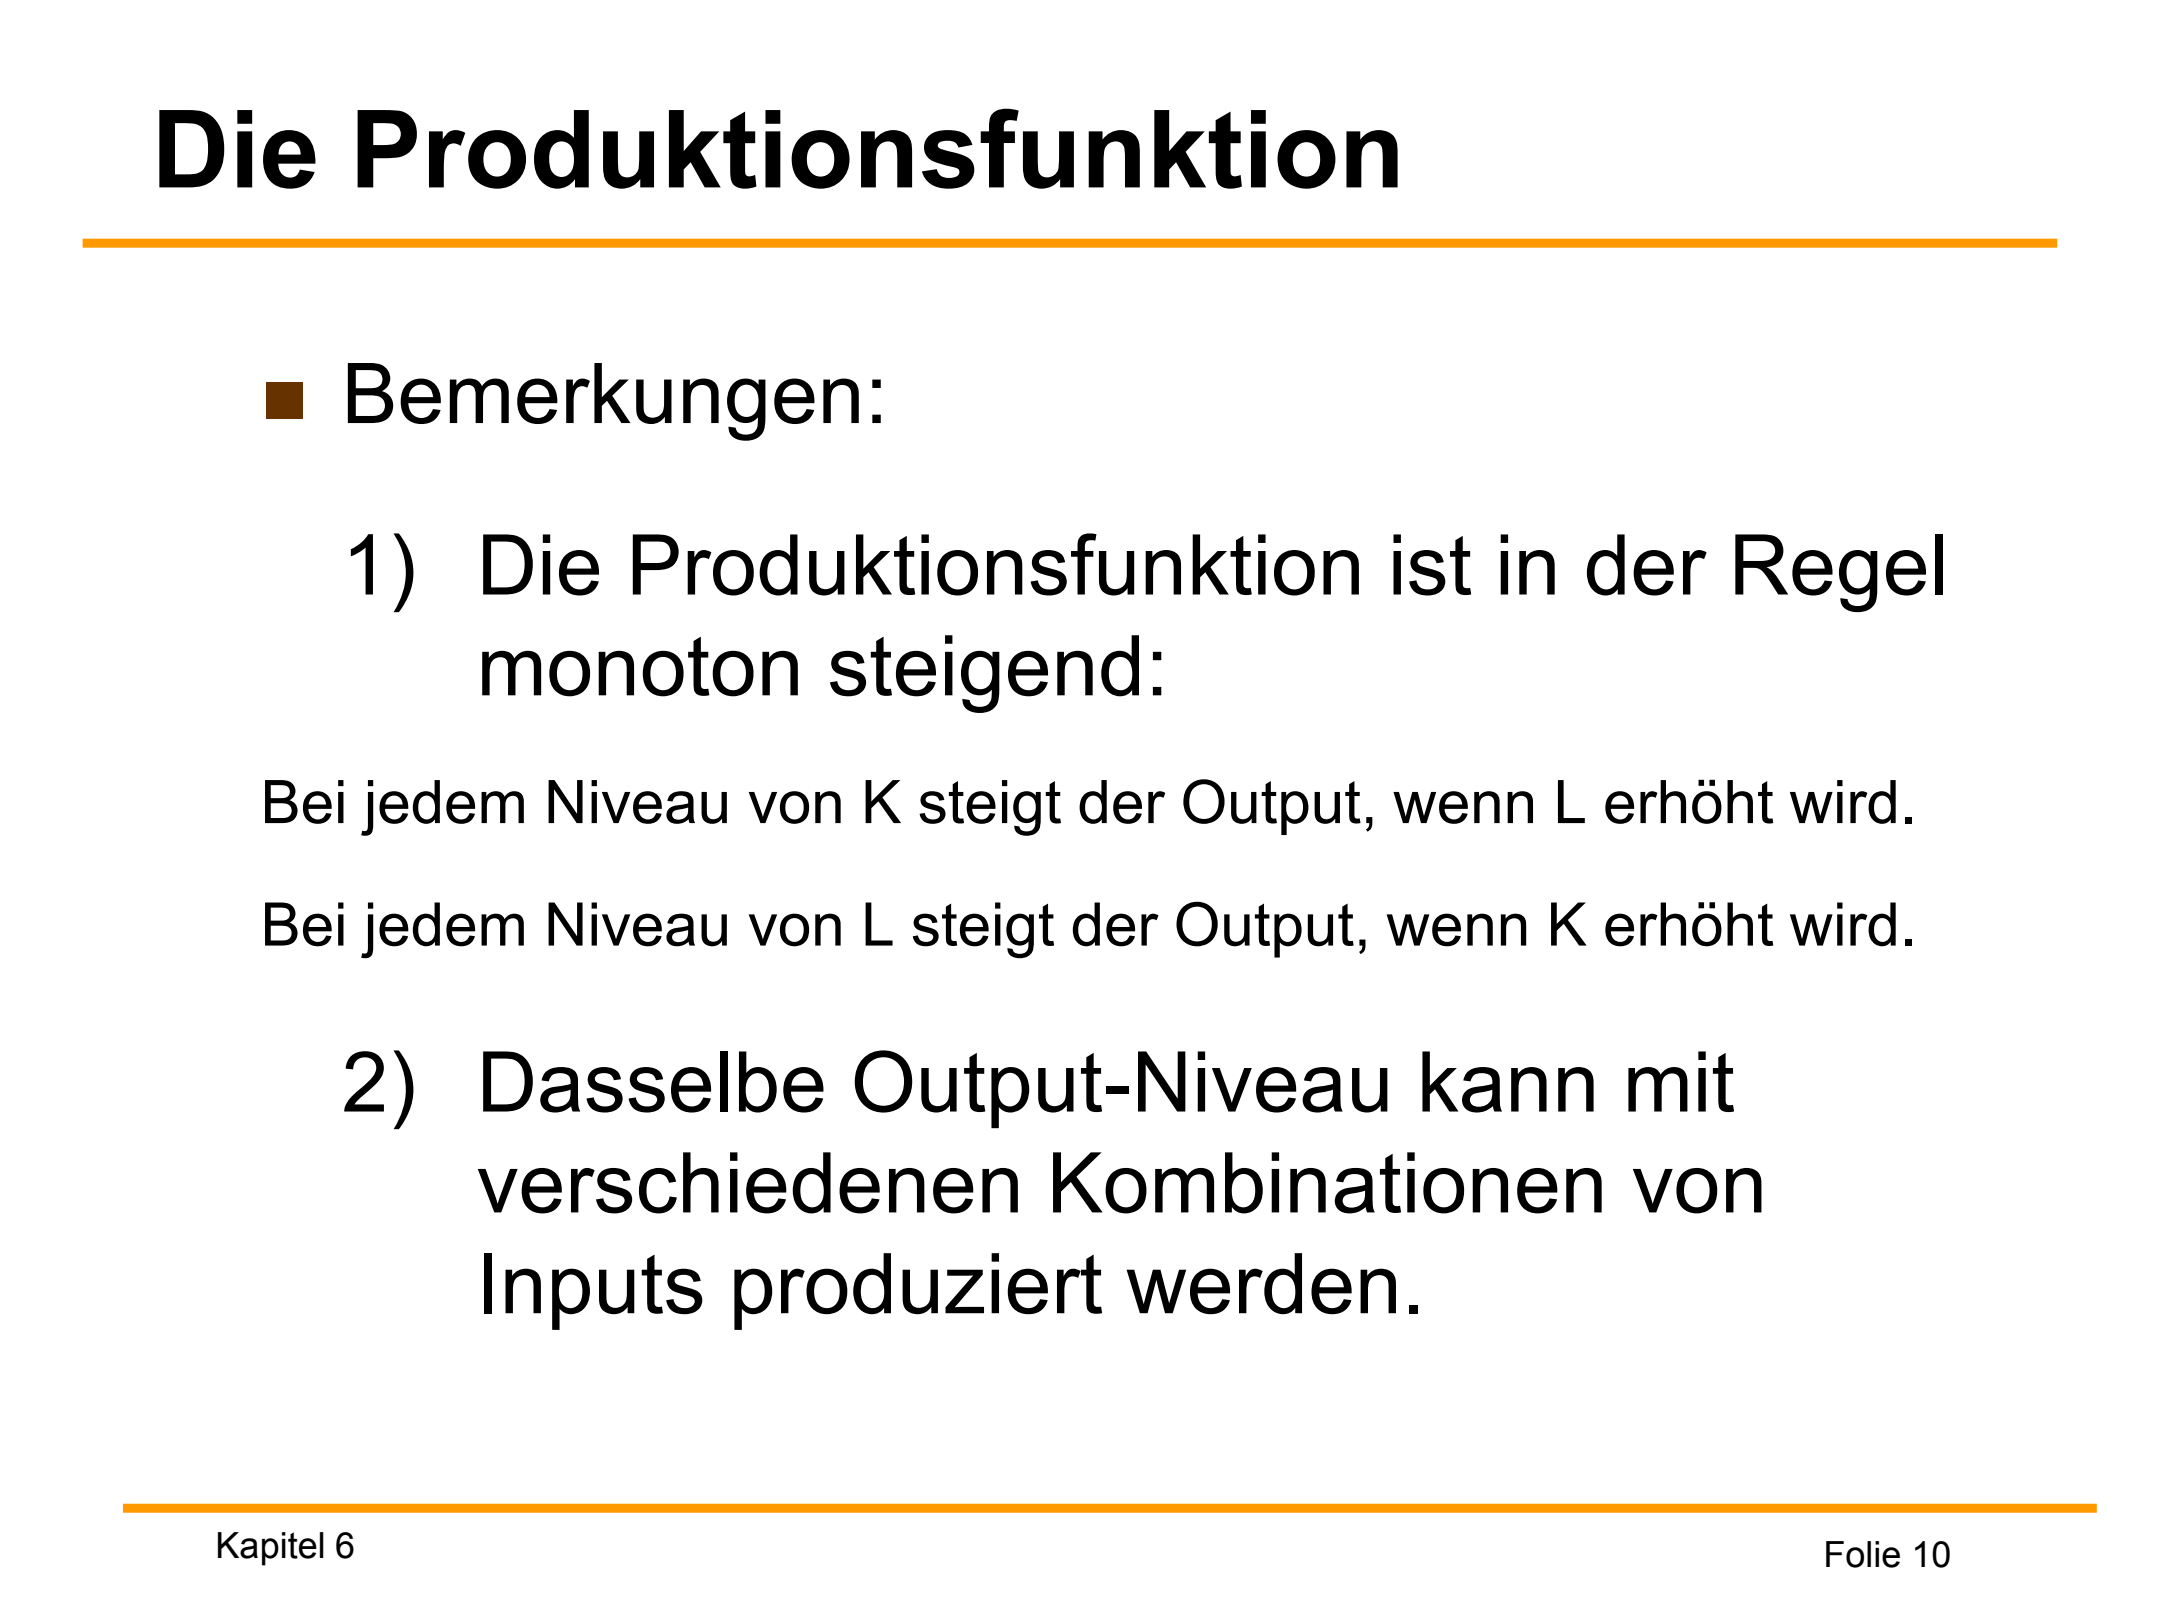 Die Produktionsfunktion
Bemerkungen:
1) Die Produktionsfunktion ist in der Regel
monoton steigend:
Bei jedem Niveau von K steigt der Output, wenn L erhöht wird.
Bei jedem Niveau von L steigt der Output, wenn K erhöht wird.
2) Dasselbe Output-Niveau kann mit
verschiedenen Kombinationen von
Inputs produziert werden.
Kapitel 6
Folie 10